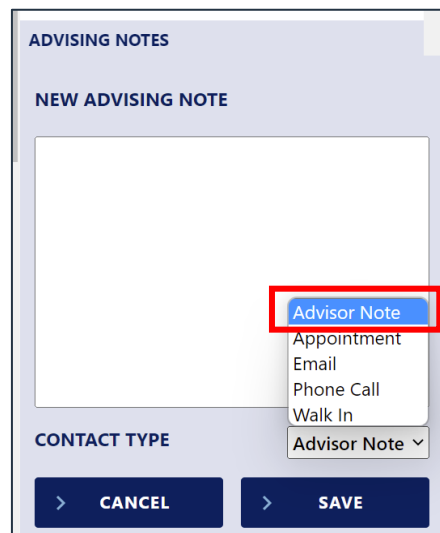 ADVISING NOTES
NEW ADVISING NOTE
Advisor Note
Appointment
Email
Phone Call
Walk In
CONTACT TYPE
Advisor Note
CANCEL
SAVE